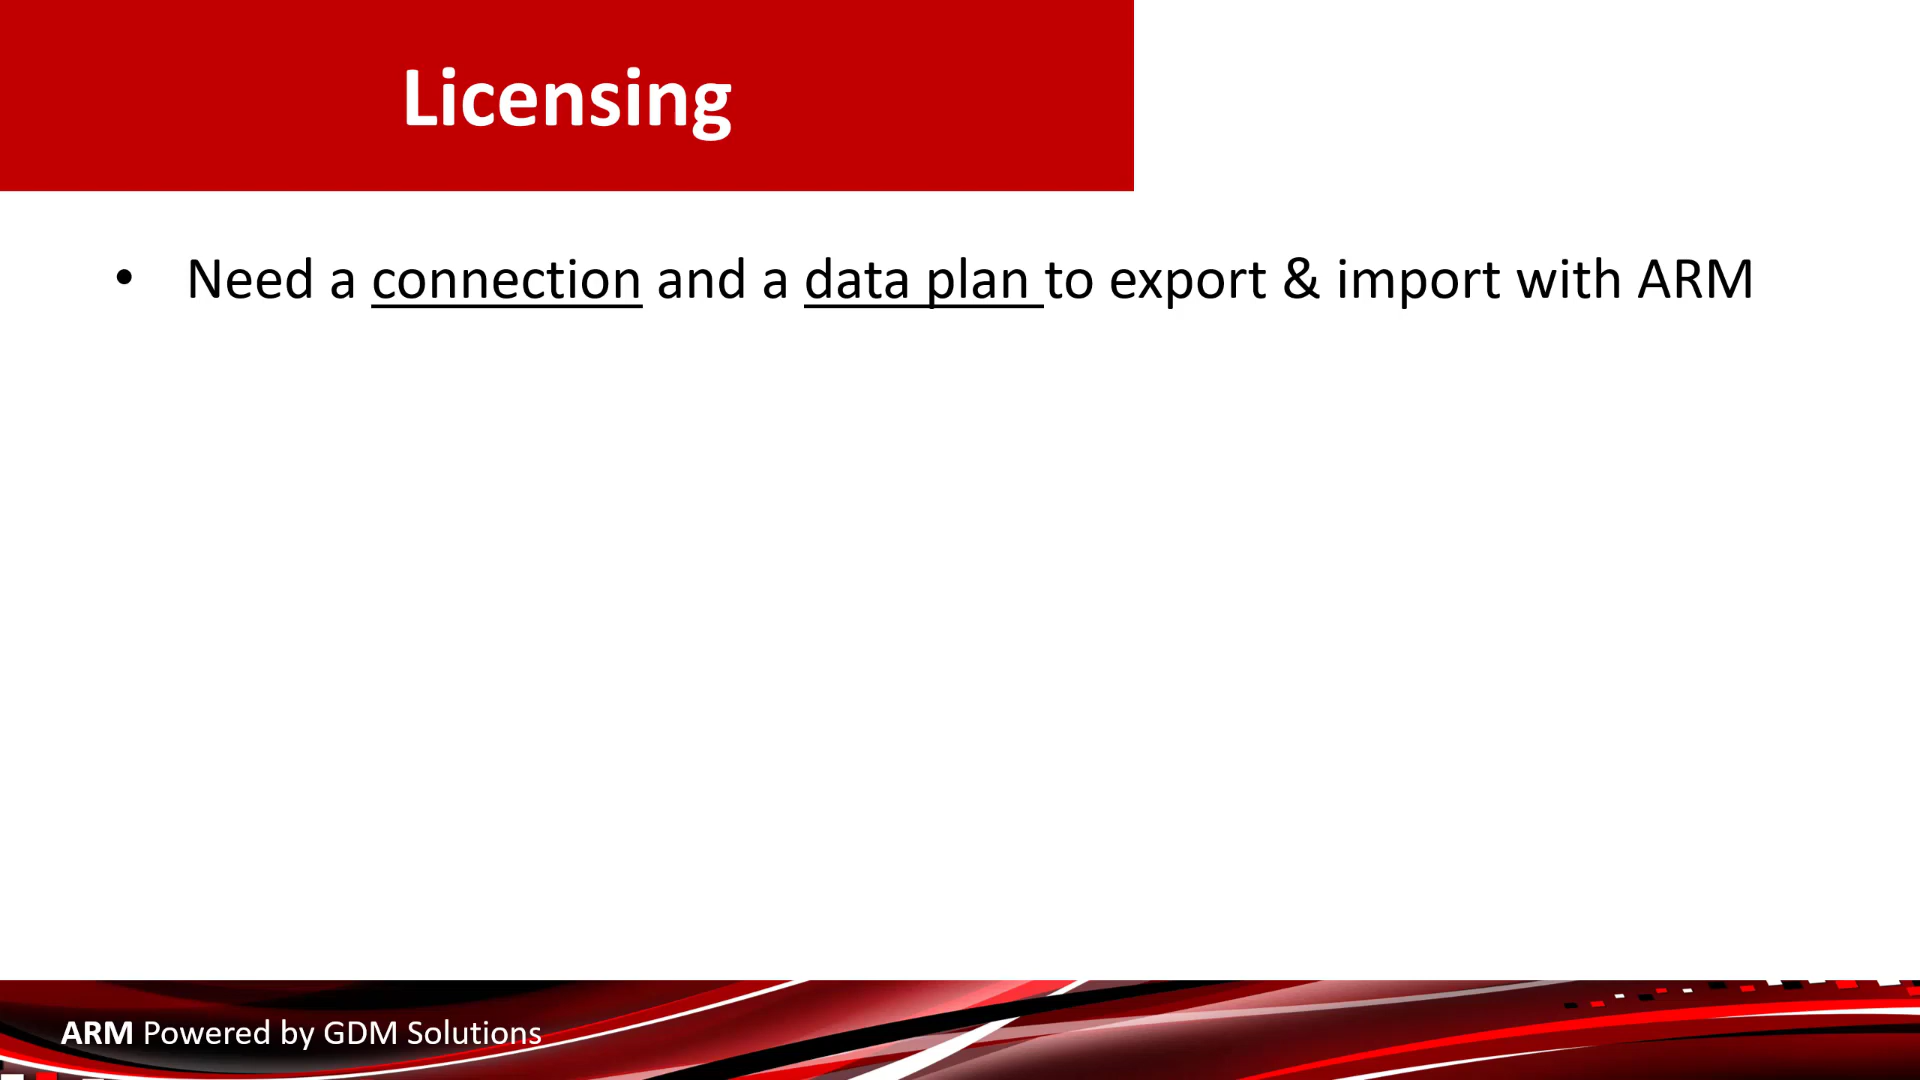 Licensing
• Need a connection and a data plan to export & import with ARM
ARM Powered by GDM Solutions